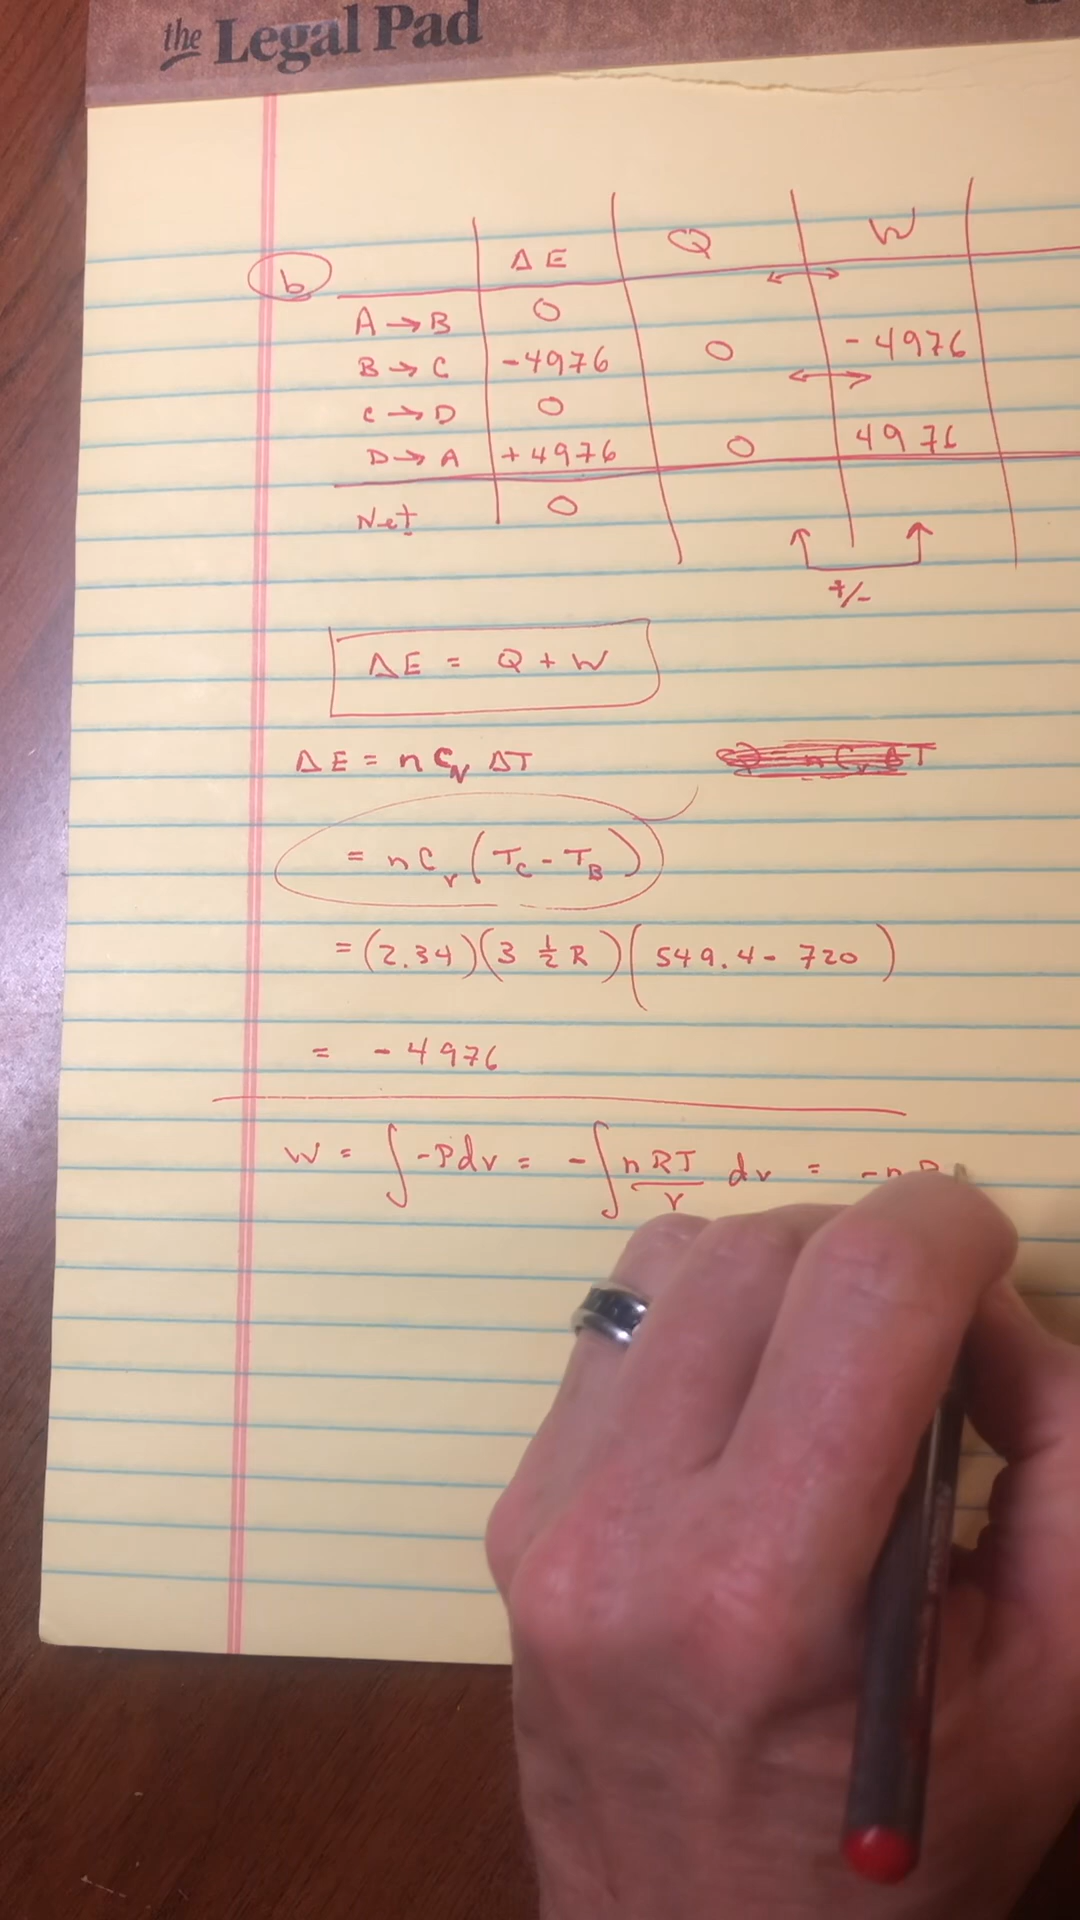 the Legal Pad
b ΔE Q W
A → B 0
B → C -4976 0 -4976
C → D 0
D → A +4976 0 4976
Net 0
+/-
ΔE = Q + W
ΔE = n Cv ΔT
= n Cv (TC - TB)
= (2.34)(3 ½ R)(549.4 - 720)
= -4976
W = ∫ -Pdv = -∫ nRT/v dv = -n